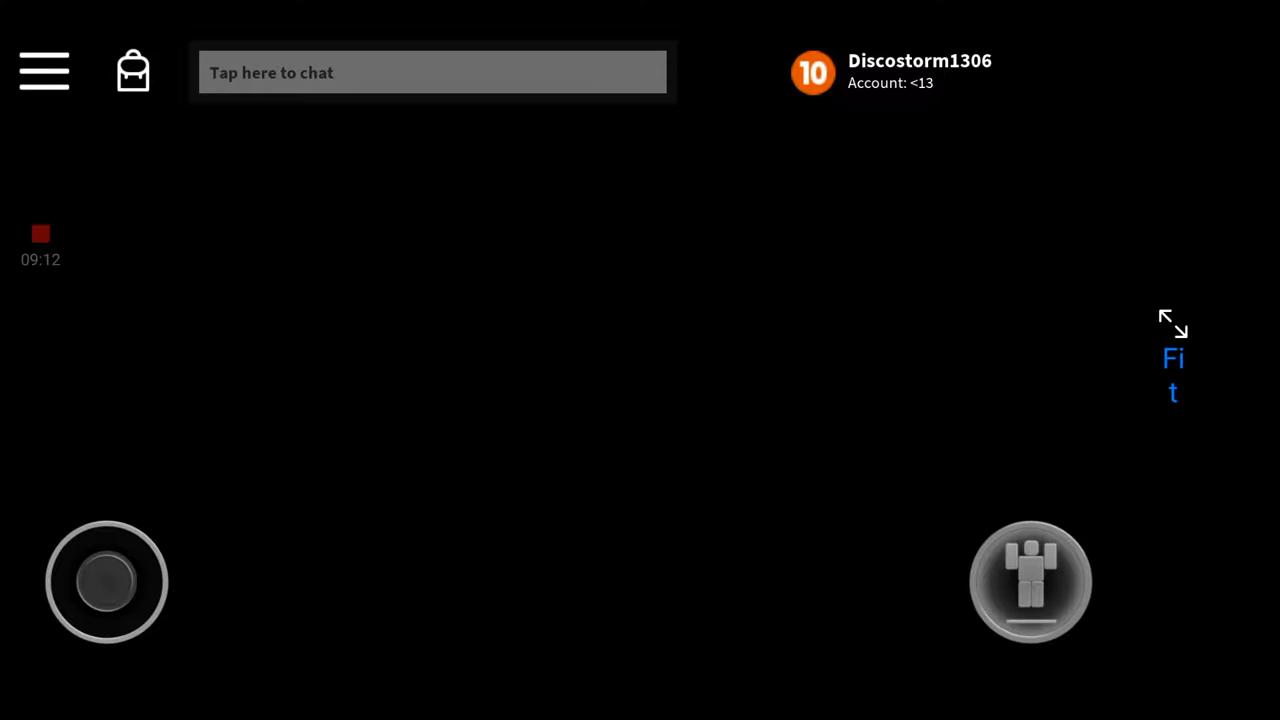 Tap here to chat
10
Discostorm1306
Account: <13
09:12
Fi
t